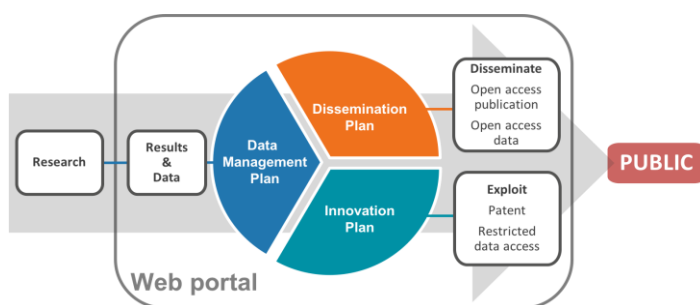 Research
Results
&
Data
Data
Management
Plan
Dissemination
Plan
Innovation
Plan
Disseminate
Open access
publication
Open access
data
Exploit
Patent
Restricted
data access
PUBLIC
Web portal